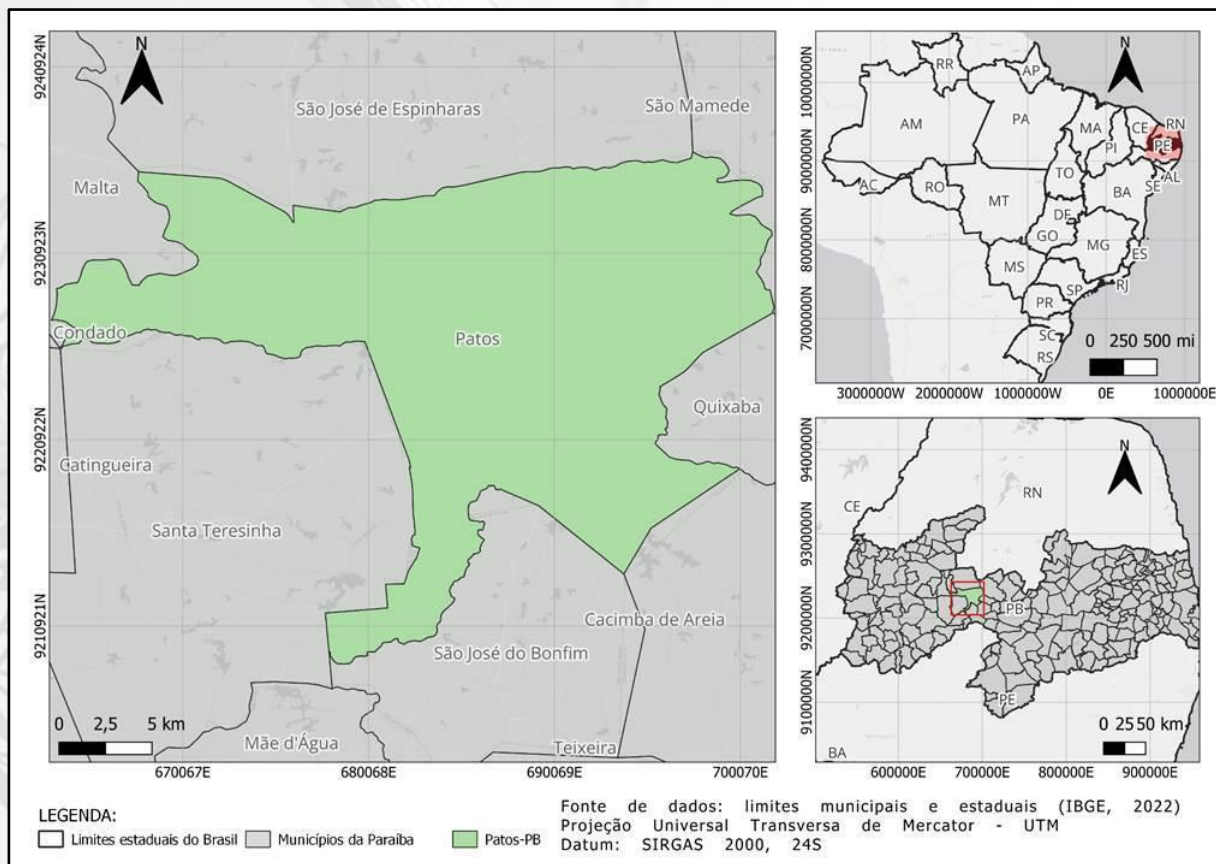 N
São José de Espinharas
São Mamede
Malta
Condado
Patos
Quixaba
Catingueira
Santa Teresinha
Cacimba de Areia
São José do Bonfim
Mãe d'Água
Teixeira
0 2,5 5 km
9240924N
9230923N
9220922N
9210921N
670067E 680068E 690069E 700070E
N
RR AP
AM PA MA CE RN
PI PE
AC RO TO AL
SE
MT BA
DF
GO MG
MS ES
SP RJ
PR
SC
RS
0 250 500 mi
10000000N
9000000N
8000000N
7000000N
3000000W 2000000W 1000000W 0E 1000000E
N
CE RN
PB
PE
BA
0 25 50 km
9400000N
9300000N
9200000N
9100000N
600000E 700000E 800000E 900000E
LEGENDA:
Limites estaduais do Brasil Municípios da Paraíba Patos-PB
Fonte de dados: limites municipais e estaduais (IBGE, 2022)
Projeção Universal Transversa de Mercator - UTM
Datum: SIRGAS 2000, 24S